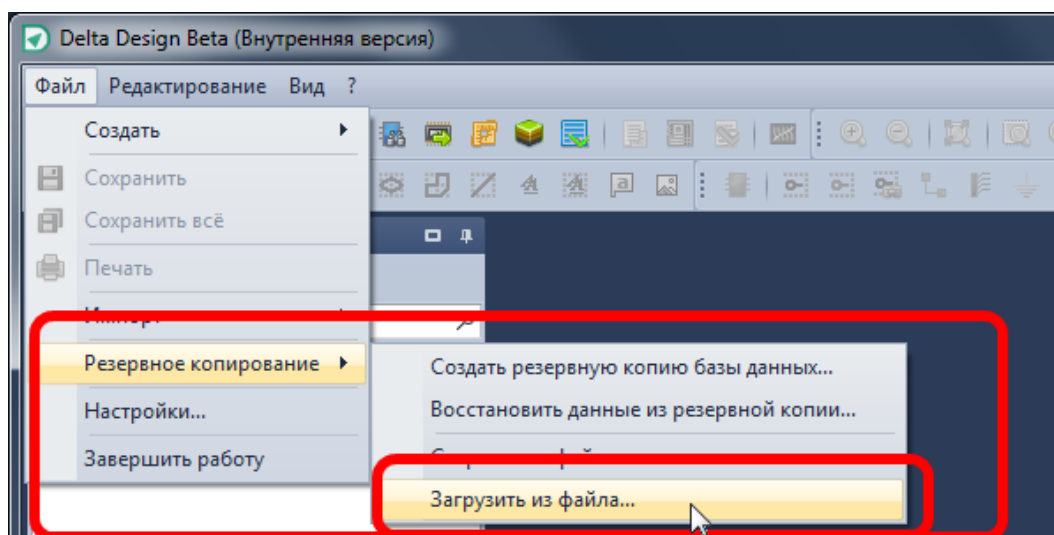 Delta Design Beta (Внутренняя версия)
Файл Редактирование Вид ?
Создать
Сохранить
Сохранить всё
Печать
Импорт
Резервное копирование
Создать резервную копию базы данных...
Настройки...
Восстановить данные из резервной копии...
Завершить работу
Загрузить из файла...